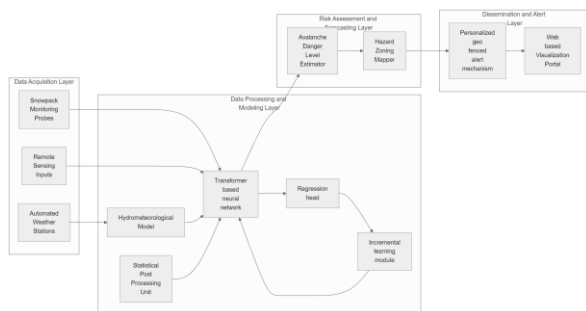 Data Acquisition Layer
Snowpack
Monitoring
Probes
Remote
Sensing
Inputs
Automated
Weather
Stations
Data Processing and
Modeling Layer
Hydrometeorological
Model
Statistical
Post
Processing
Unit
Transformer
based
neural
network
Regression
head
Incremental
learning
module
Risk Assessment and
Forecasting Layer
Avalanche
Danger
Level
Estimator
Hazard
Zoning
Mapper
Dissemination and Alert
Layer
Personalized
geo
fenced
alert
mechanism
Web
based
Visualization
Portal